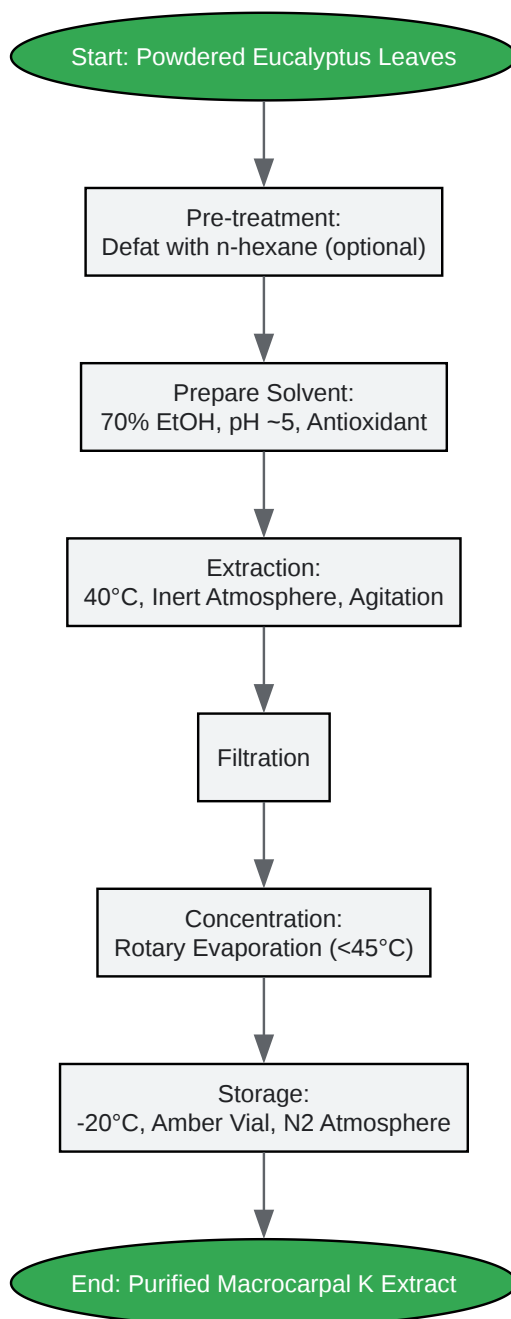 Start: Powdered Eucalyptus Leaves
Pre-treatment:
Defat with n-hexane (optional)
Prepare Solvent:
70% EtOH, pH ~5, Antioxidant
Extraction:
40°C, Inert Atmosphere, Agitation
Filtration
Concentration:
Rotary Evaporation (<45°C)
Storage:
-20°C, Amber Vial, N2 Atmosphere
End: Purified Macrocarpal K Extract